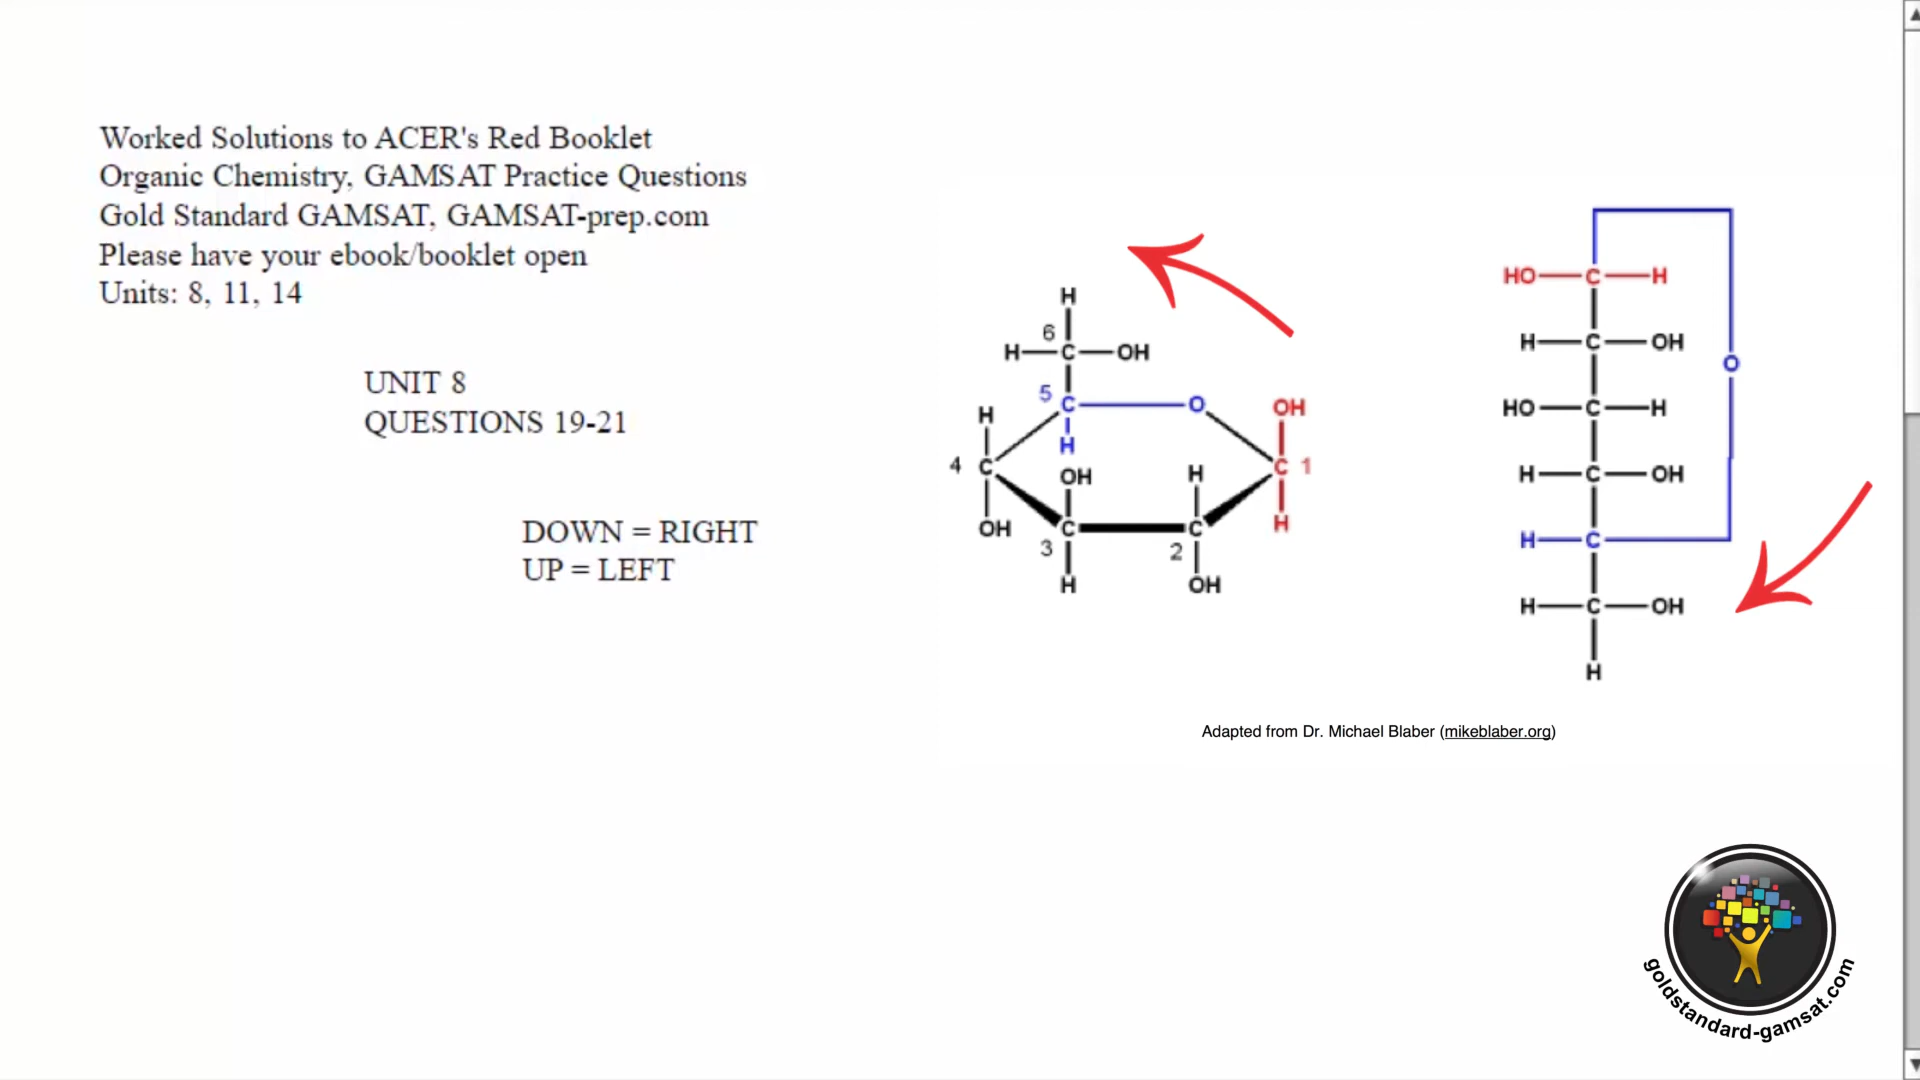 Worked Solutions to ACER's Red Booklet
Organic Chemistry, GAMSAT Practice Questions
Gold Standard GAMSAT, GAMSAT-prep.com
Please have your ebook/booklet open
Units: 8, 11, 14
UNIT 8
QUESTIONS 19-21
DOWN = RIGHT
UP = LEFT
H
6
H C OH
5 C O
H
H
OH
4 C
C 1
OH
H
H
OH
C
C
3
2
H
OH
HO C H
H C OH
O
HO C H
H C OH
H C
H C OH
H
Adapted from Dr. Michael Blaber (mikeblaber.org)
goldstandard-gamsat.com